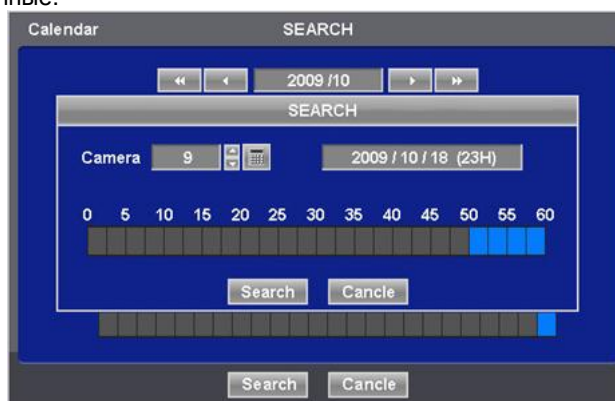 нные.
Calendar SEARCH
2009 /10
SEARCH
Camera 9 2009 / 10 / 18 (23H)
0 5 10 15 20 25 30 35 40 45 50 55 60
Search Cancle
Search Cancle